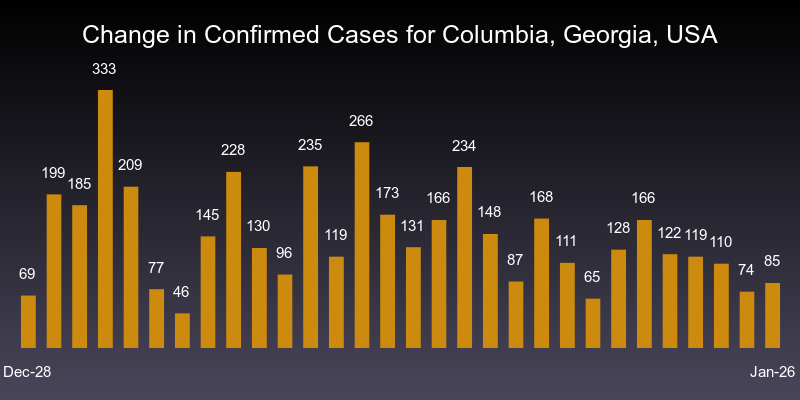 Change in Confirmed Cases for Columbia, Georgia, USA
69 199 185 333 209 77 46 145 228 130 96 235 119 266 173 131 166 234 148 87 168 111 65 128 166 122 119 110 74 85
Dec-28 Jan-26